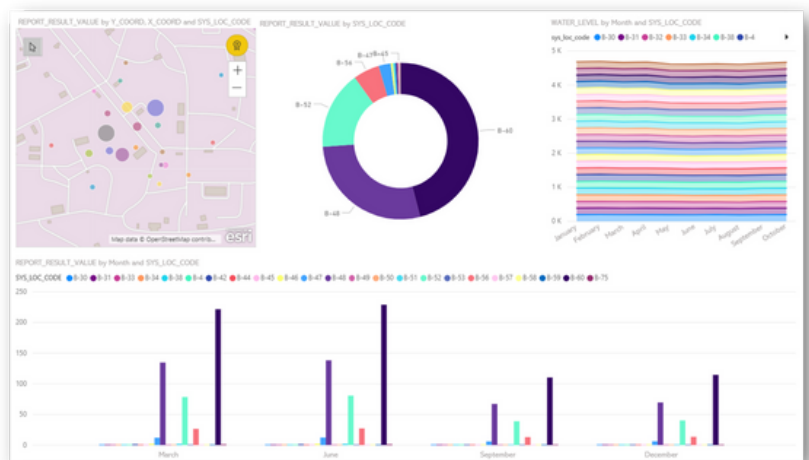 REPORT_RESULT_VALUE by Y_COORD, X_COORD and SYS_LOC_CODE
Map data © OpenStreetMap contrib...
esri
REPORT_RESULT_VALUE by SYS_LOC_CODE
B-56
B-47
B-45
B-52
B-60
B-48
WATER_LEVEL by Month and SYS_LOC_CODE
sys_loc_code B-30 B-31 B-32 B-33 B-34 B-38 B-4
5 K
4 K
3 K
2 K
1 K
0 K
January February March April May June July August September October
REPORT_RESULT_VALUE by Month and SYS_LOC_CODE
SYS_LOC_CODE B-30 B-31 B-33 B-34 B-38 B-4 B-42 B-44 B-45 B-46 B-47 B-48 B-49 B-50 B-51 B-52 B-53 B-56 B-57 B-58 B-59 B-60 B-75
250
200
150
100
50
0
March June September December